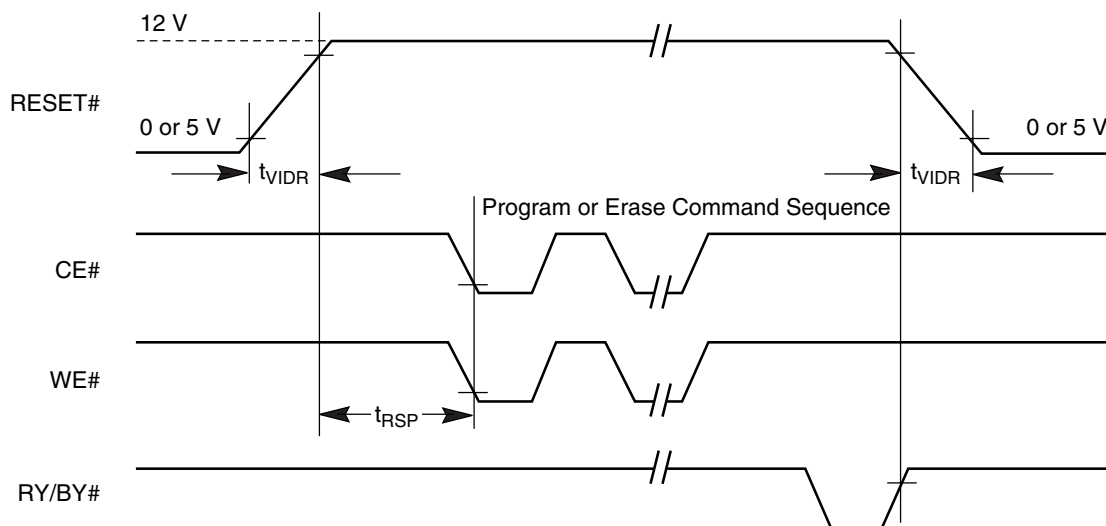 12 V
RESET#
0 or 5 V
0 or 5 V
tVIDR
tVIDR
Program or Erase Command Sequence
CE#
WE#
tRSP
RY/BY#